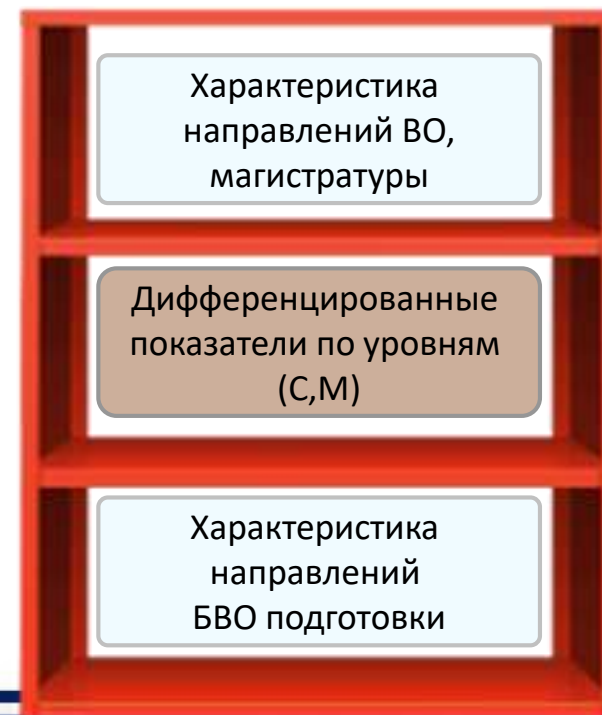 Характеристика
направлений ВО,
магистратуры
Дифференцированные
показатели по уровням
(С,М)
Характеристика
направлений
БВО подготовки